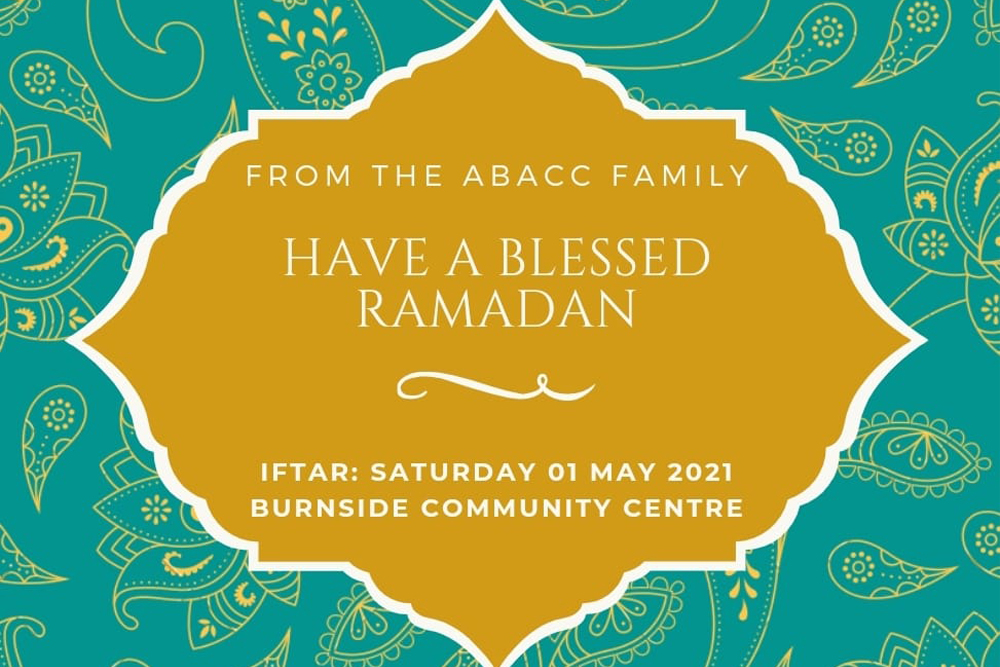 FROM THE ABACC FAMILY
HAVE A BLESSED
RAMADAN
IFTAR: SATURDAY 01 MAY 2021
BURNSIDE COMMUNITY CENTRE